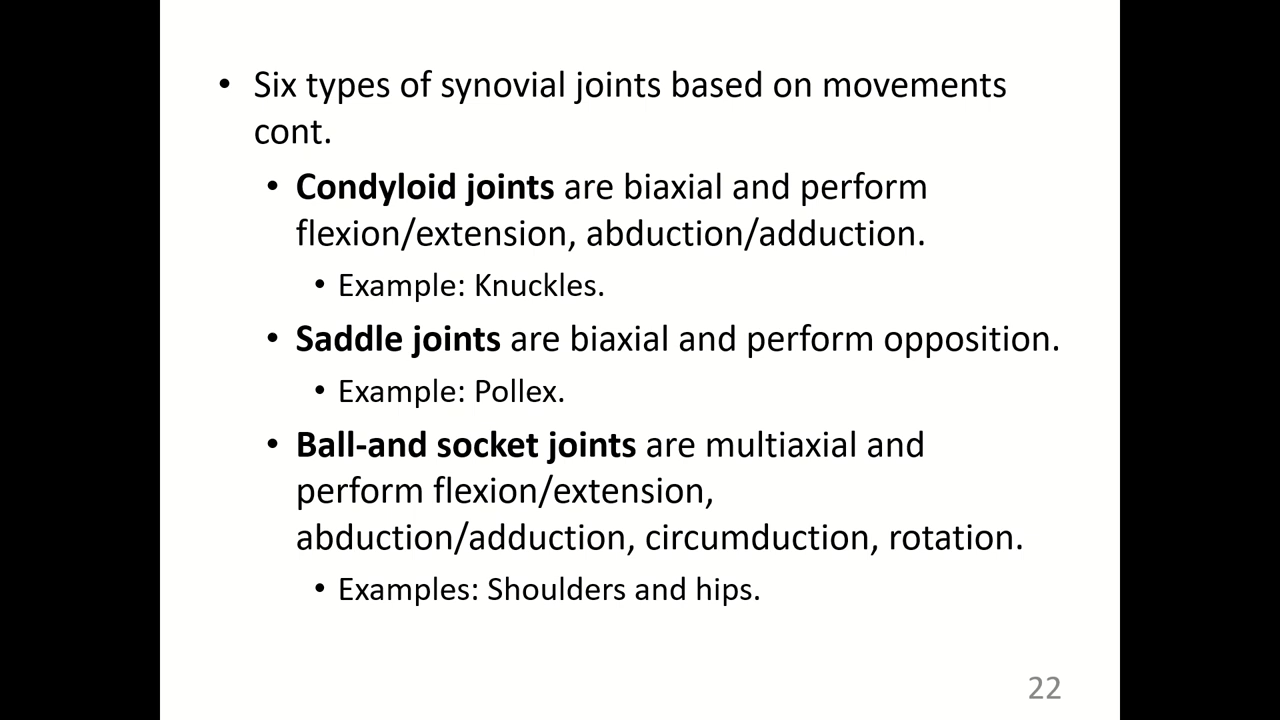 • Six types of synovial joints based on movements
cont.
• Condyloid joints are biaxial and perform
flexion/extension, abduction/adduction.
• Example: Knuckles.
• Saddle joints are biaxial and perform opposition.
• Example: Pollex.
• Ball-and socket joints are multiaxial and
perform flexion/extension,
abduction/adduction, circumduction, rotation.
• Examples: Shoulders and hips.
22